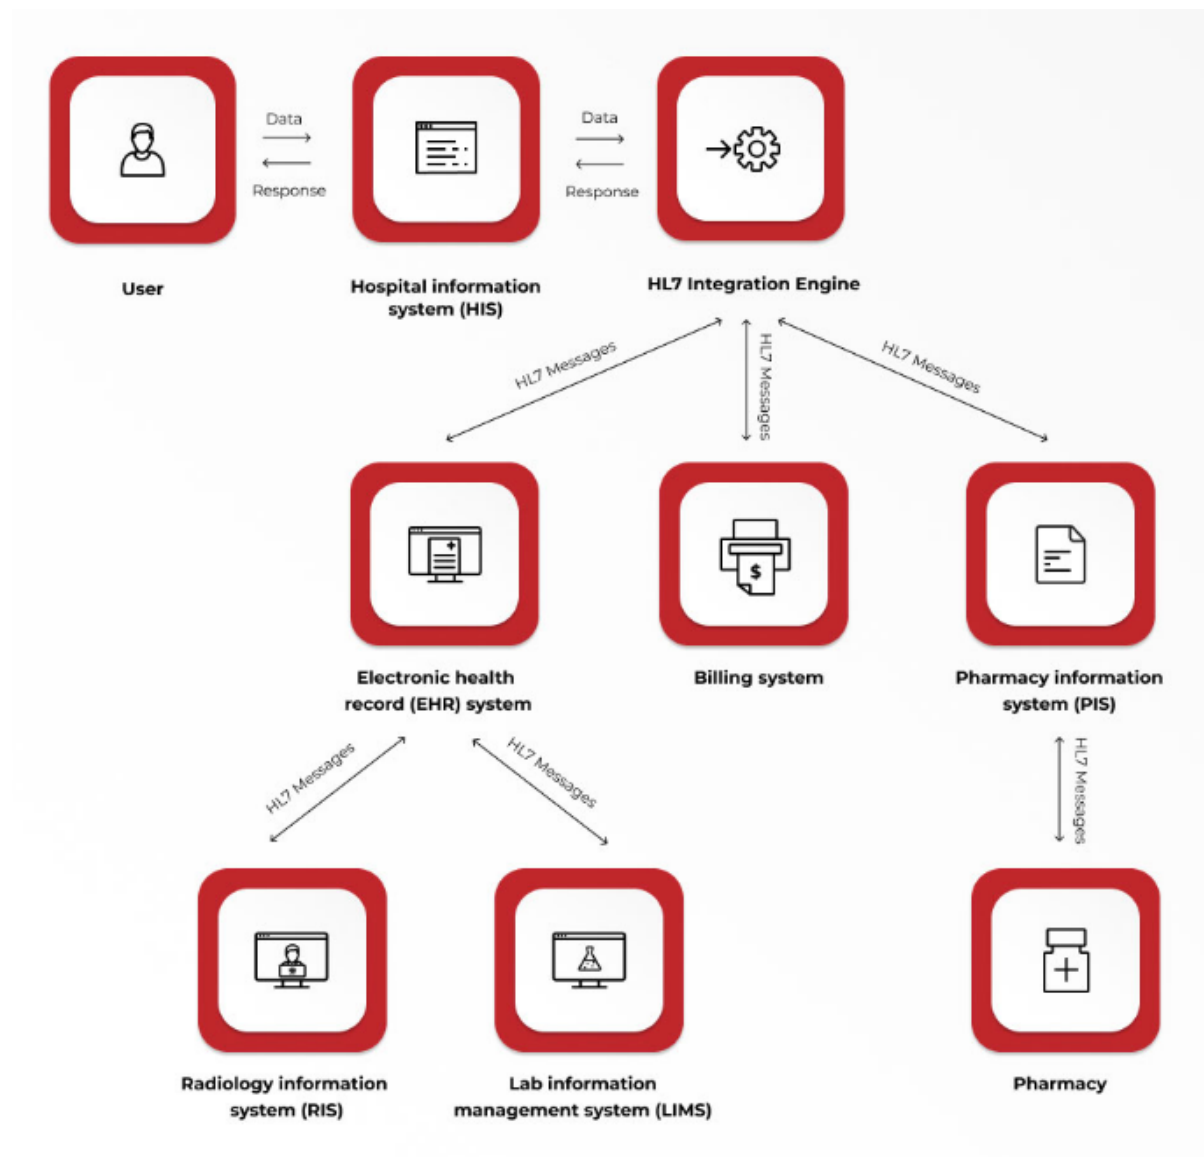 Data
Response
Data
Response
User
Hospital information
system (HIS)
HL7 Integration Engine
HL7 Messages
HL7 Messages
HL7 Messages
$
Electronic health
record (EHR) system
Billing system
Pharmacy information
system (PIS)
HL7 Messages
HL7 Messages
HL7 Messages
Radiology information
system (RIS)
Lab information
management system (LIMS)
Pharmacy